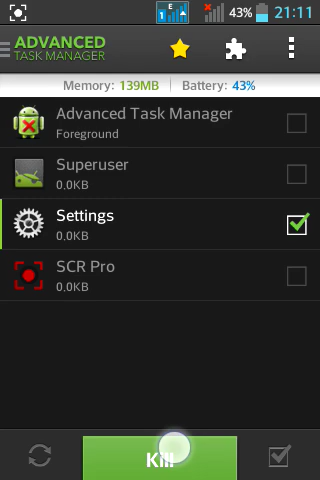 1 E
43% 21:11
ADVANCED
TASK MANAGER
Memory: 139MB Battery: 43%
Advanced Task Manager
Foreground
Superuser
0.0KB
Settings
0.0KB
SCR Pro
0.0KB
Kill